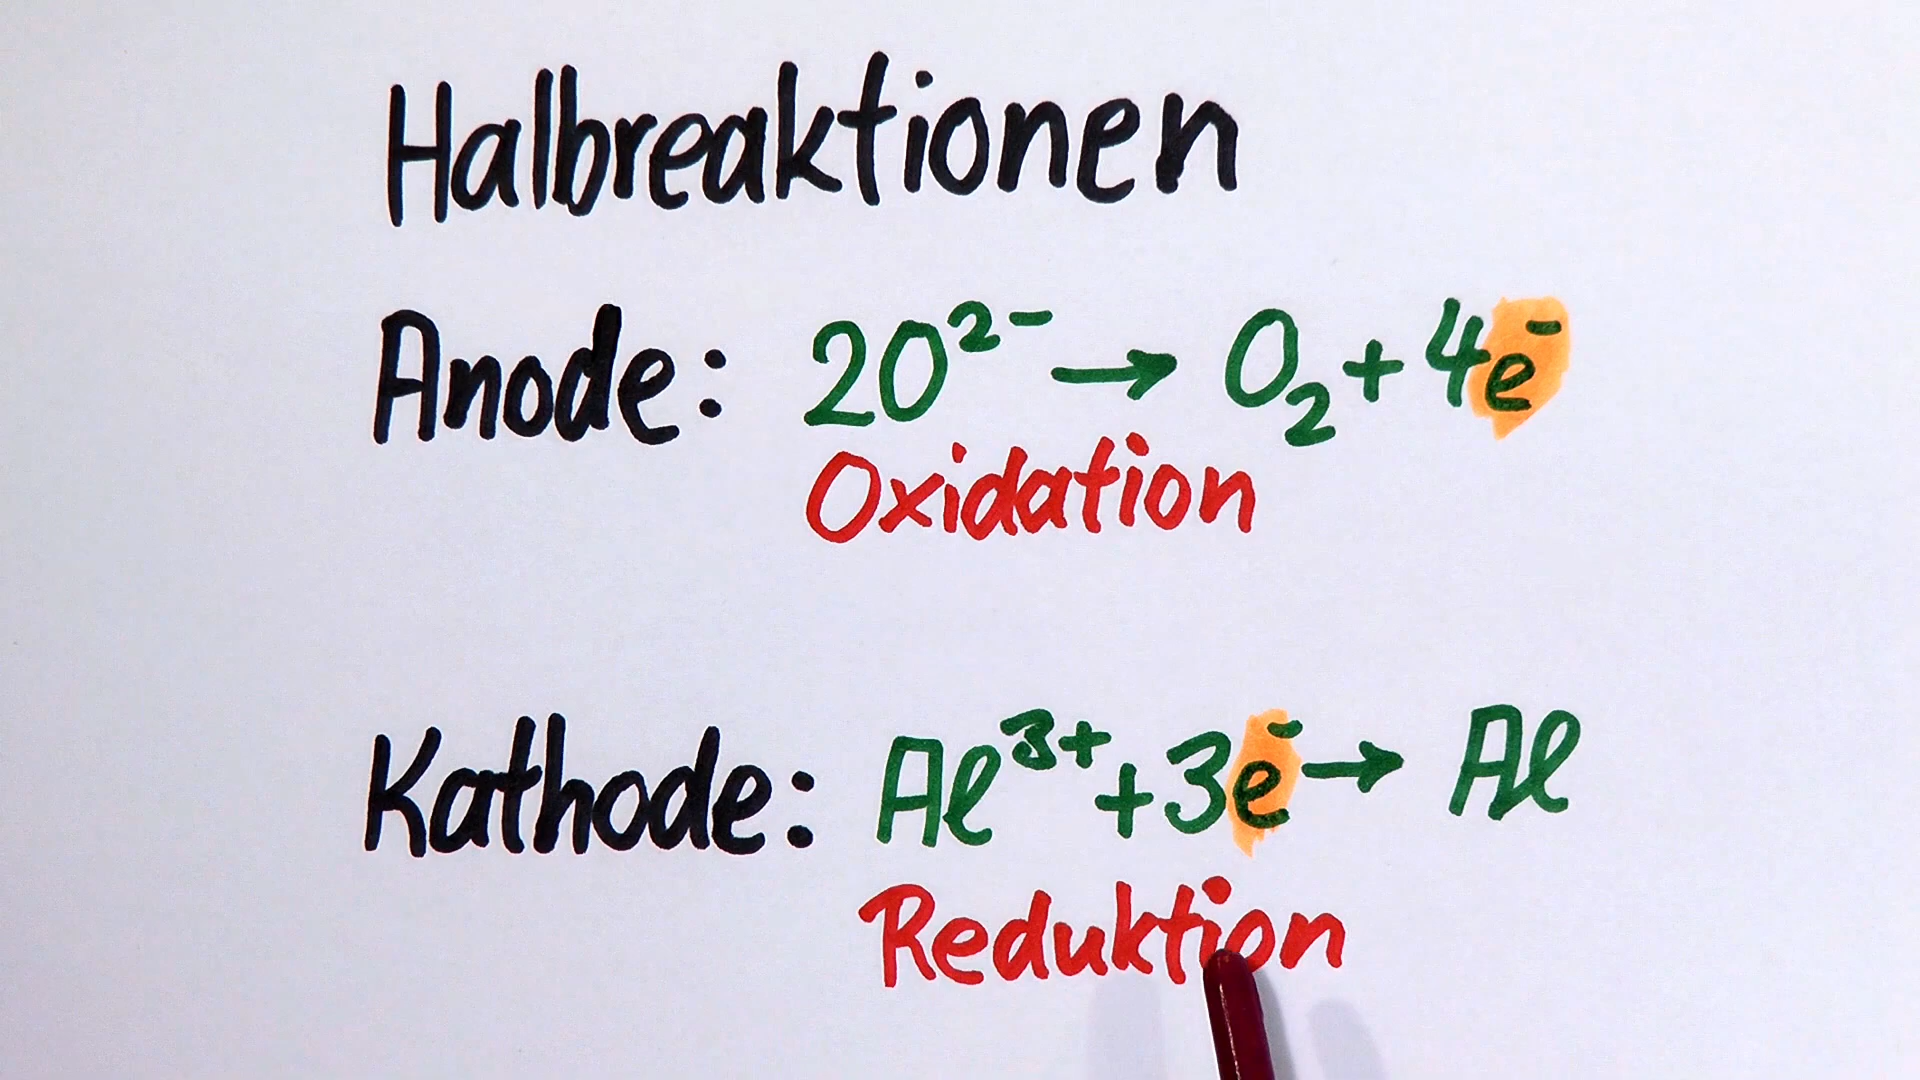 Halbreaktionen
Anode: 2O²⁻ → O₂ + 4e⁻
Oxidation
Kathode: Al³⁺ + 3e⁻ → Al
Reduktion